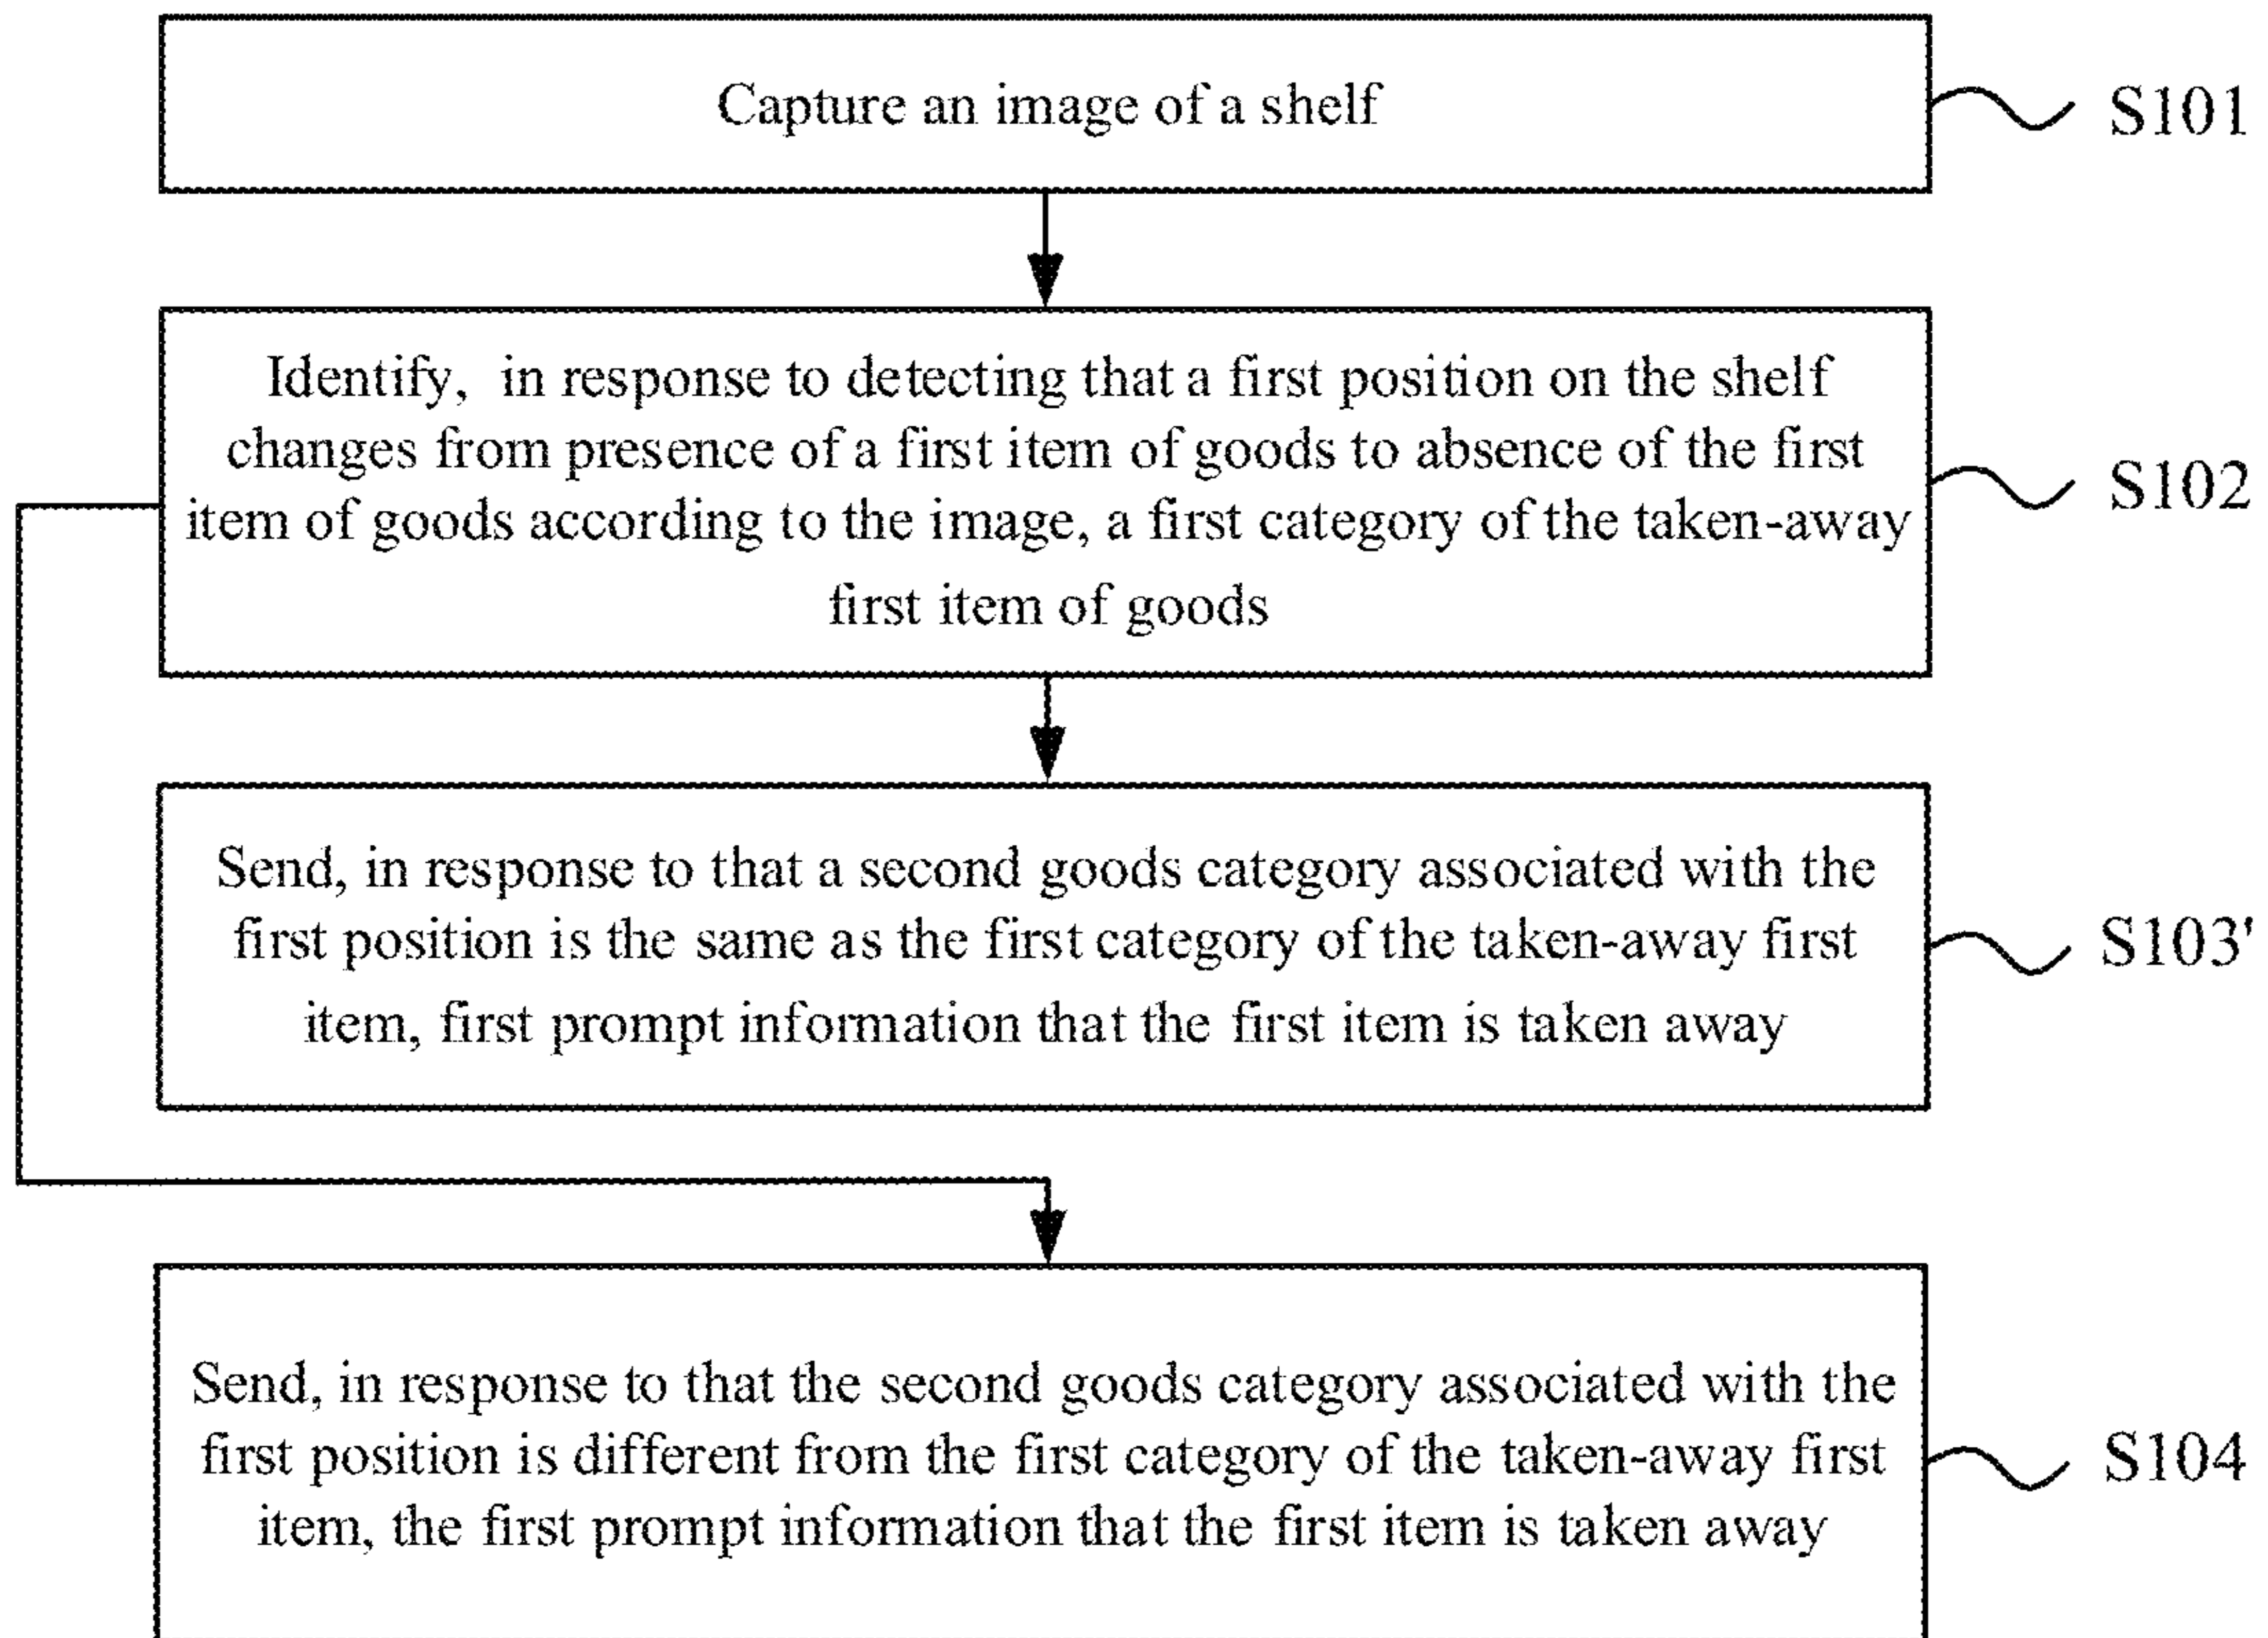 Capture an image of a shelf
S101
Identify, in response to detecting that a first position on the shelf
changes from presence of a first item of goods to absence of the first
item of goods according to the image, a first category of the taken-away
first item of goods
S102
Send, in response to that a second goods category associated with the
first position is the same as the first category of the taken-away first
item, first prompt information that the first item is taken away
S103'
Send, in response to that the second goods category associated with the
first position is different from the first category of the taken-away first
item, the first prompt information that the first item is taken away
S104